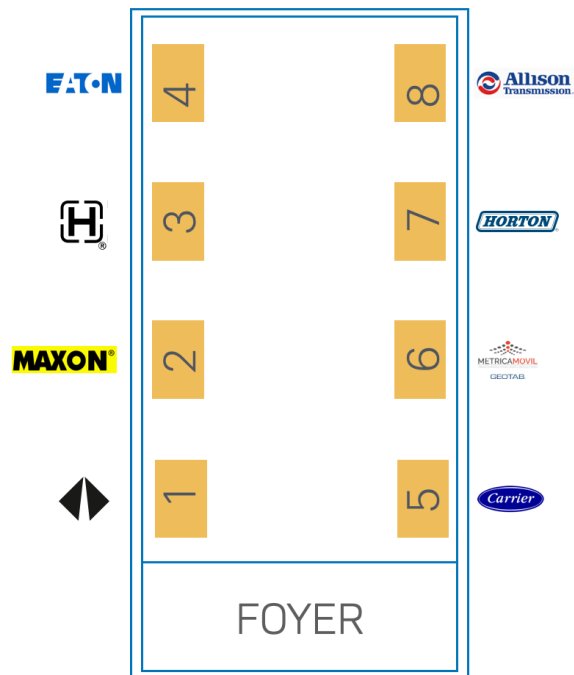 EATON
4
8
Allison
Transmission.
H
®
3
7
HORTON
MAXON®
2
6
METRICAMOVIL
GEOTAB
1
5
Carrier
FOYER